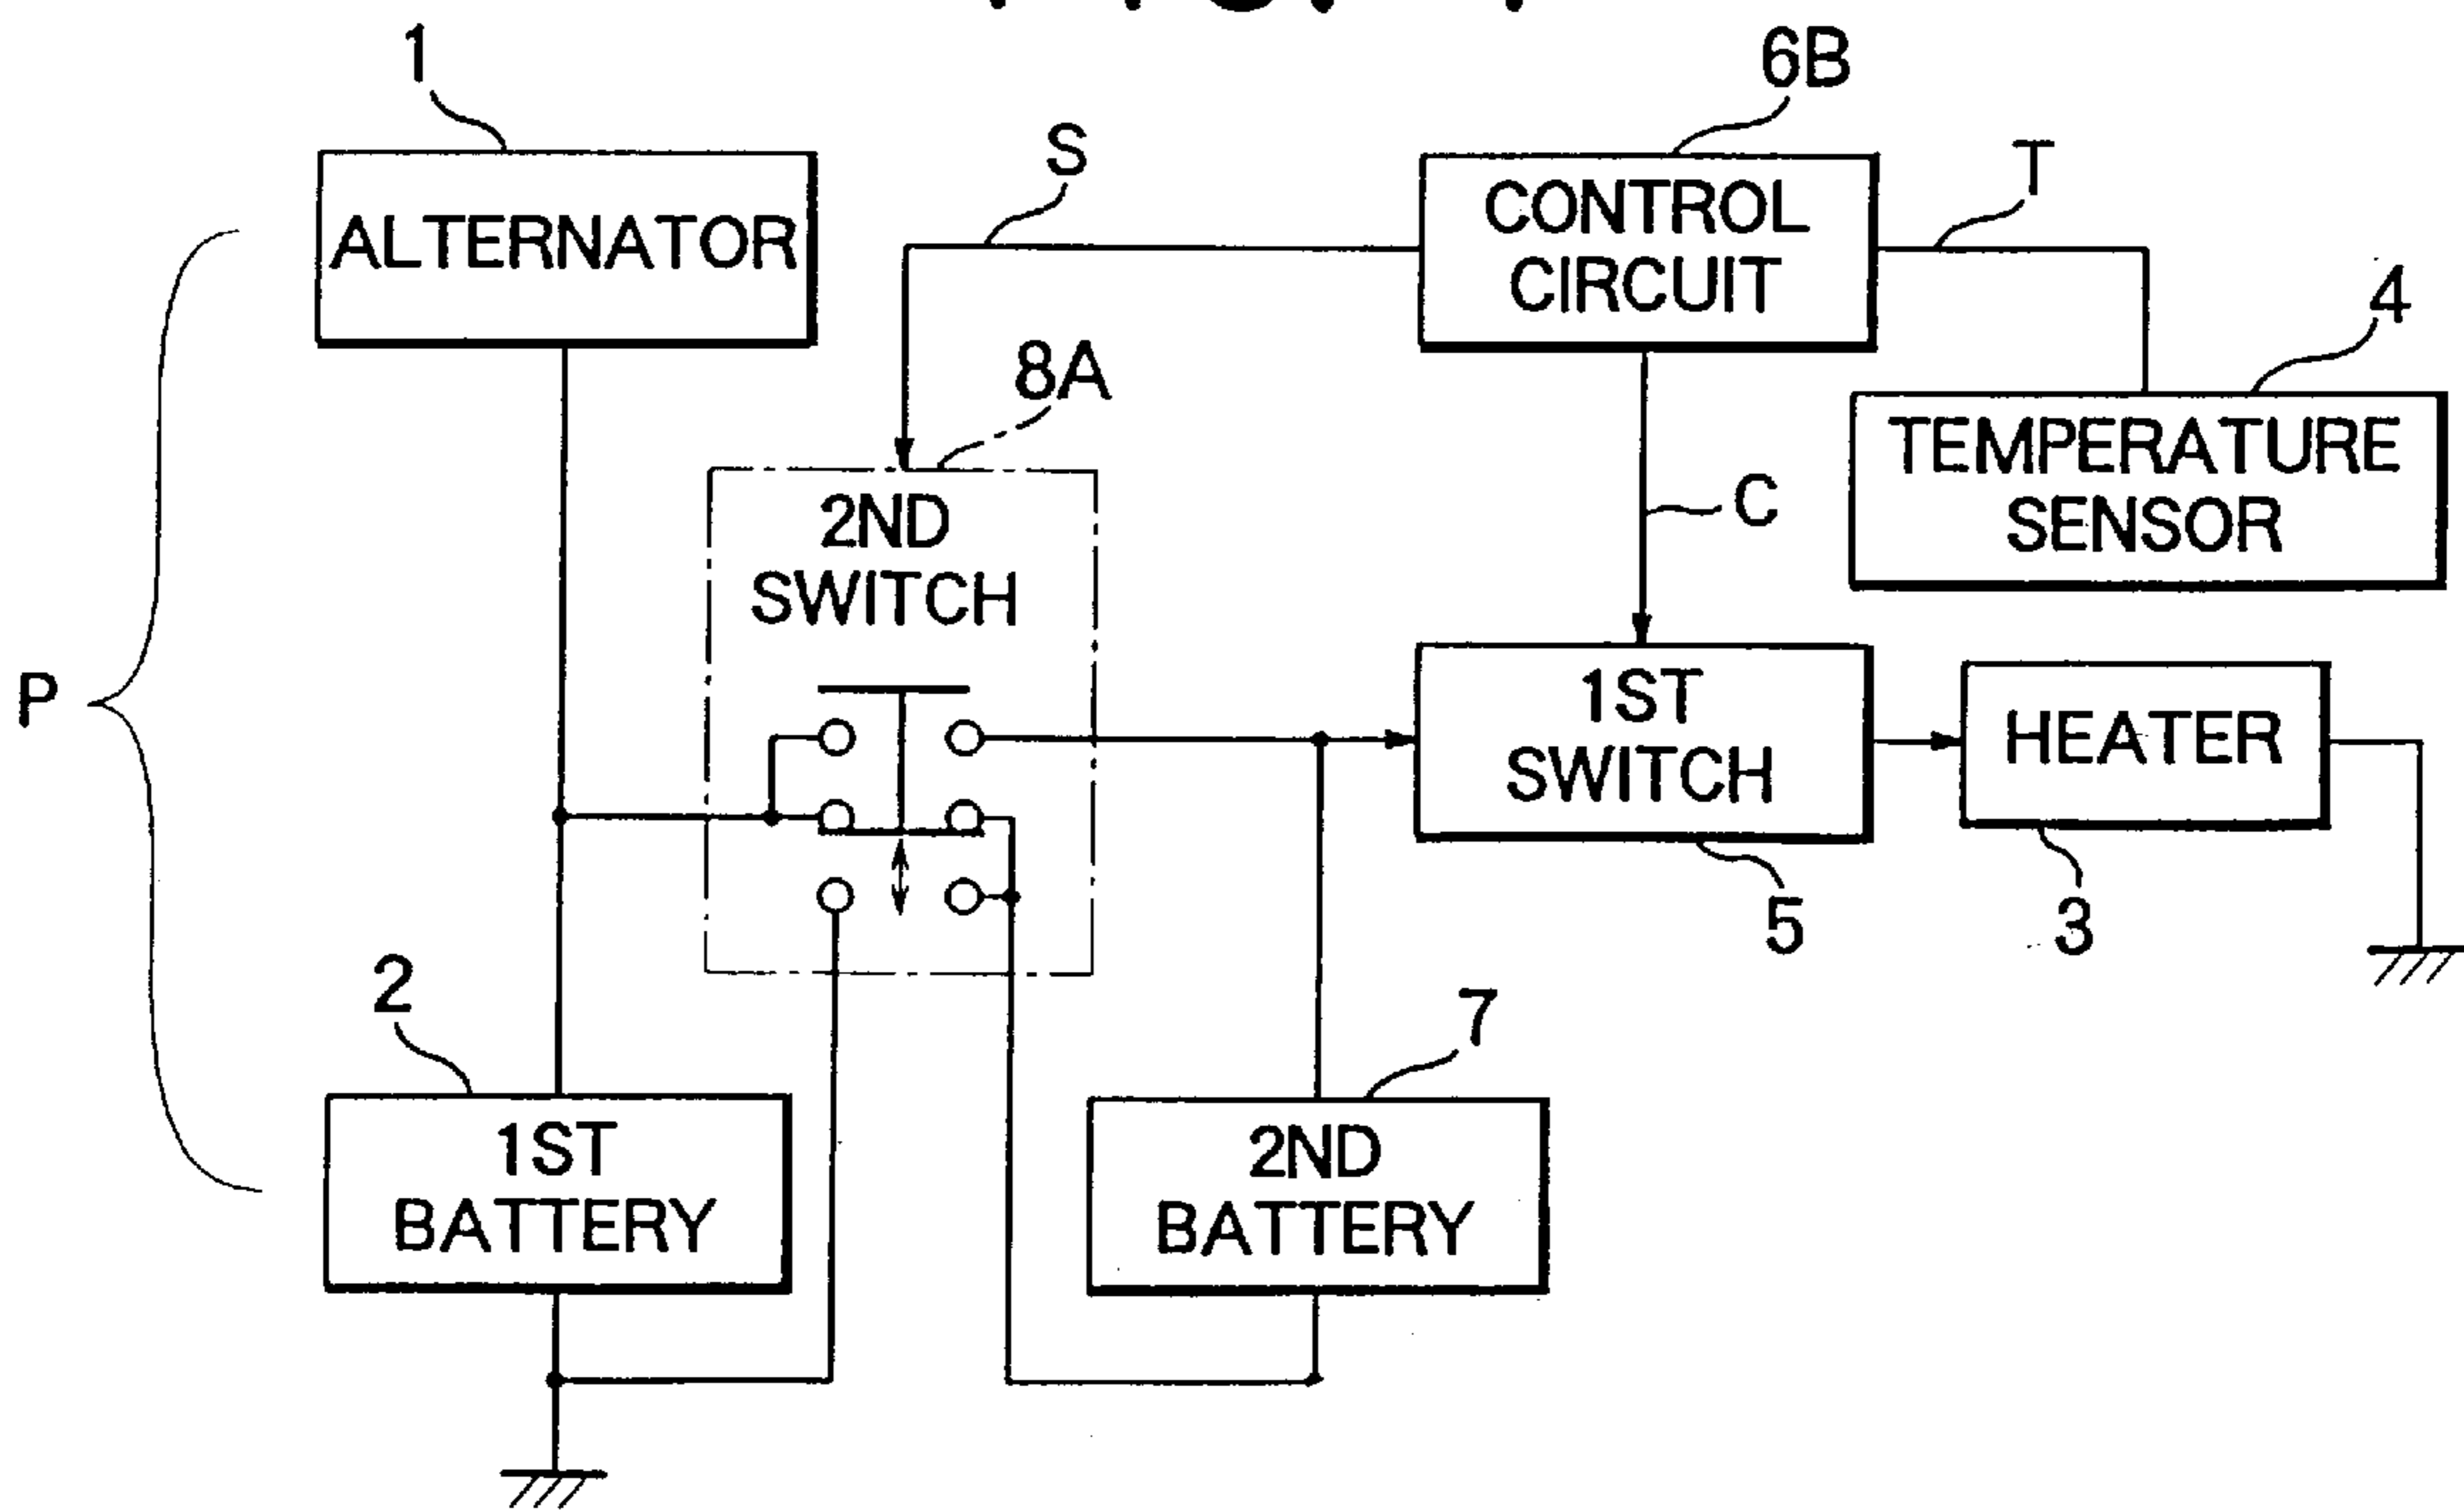 1
6B
S
T
ALTERNATOR
CONTROL
CIRCUIT
4
8A
TEMPERATURE
SENSOR
C
2ND
SWITCH
P
1ST
SWITCH
HEATER
5
3
2
7
1ST
BATTERY
2ND
BATTERY